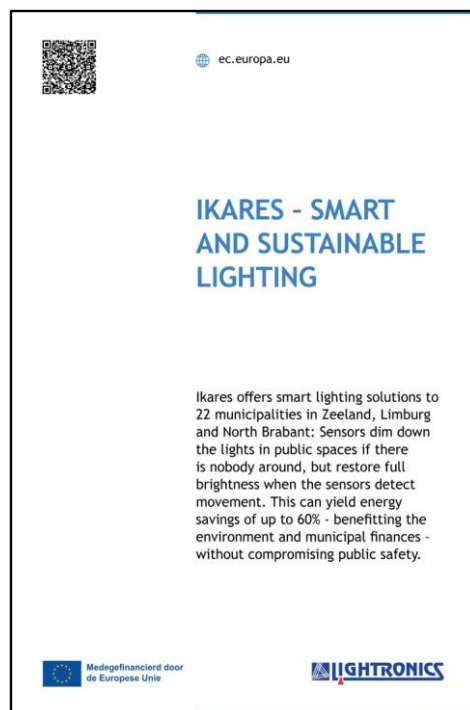 ec.europa.eu
IKARES - SMART
AND SUSTAINABLE
LIGHTING
Ikares offers smart lighting solutions to
22 municipalities in Zeeland, Limburg
and North Brabant: Sensors dim down
the lights in public spaces if there
is nobody around, but restore full
brightness when the sensors detect
movement. This can yield energy
savings of up to 60% - benefitting the
environment and municipal finances -
without compromising public safety.
Medegefinancierd door
de Europese Unie
LIGHTRONICS